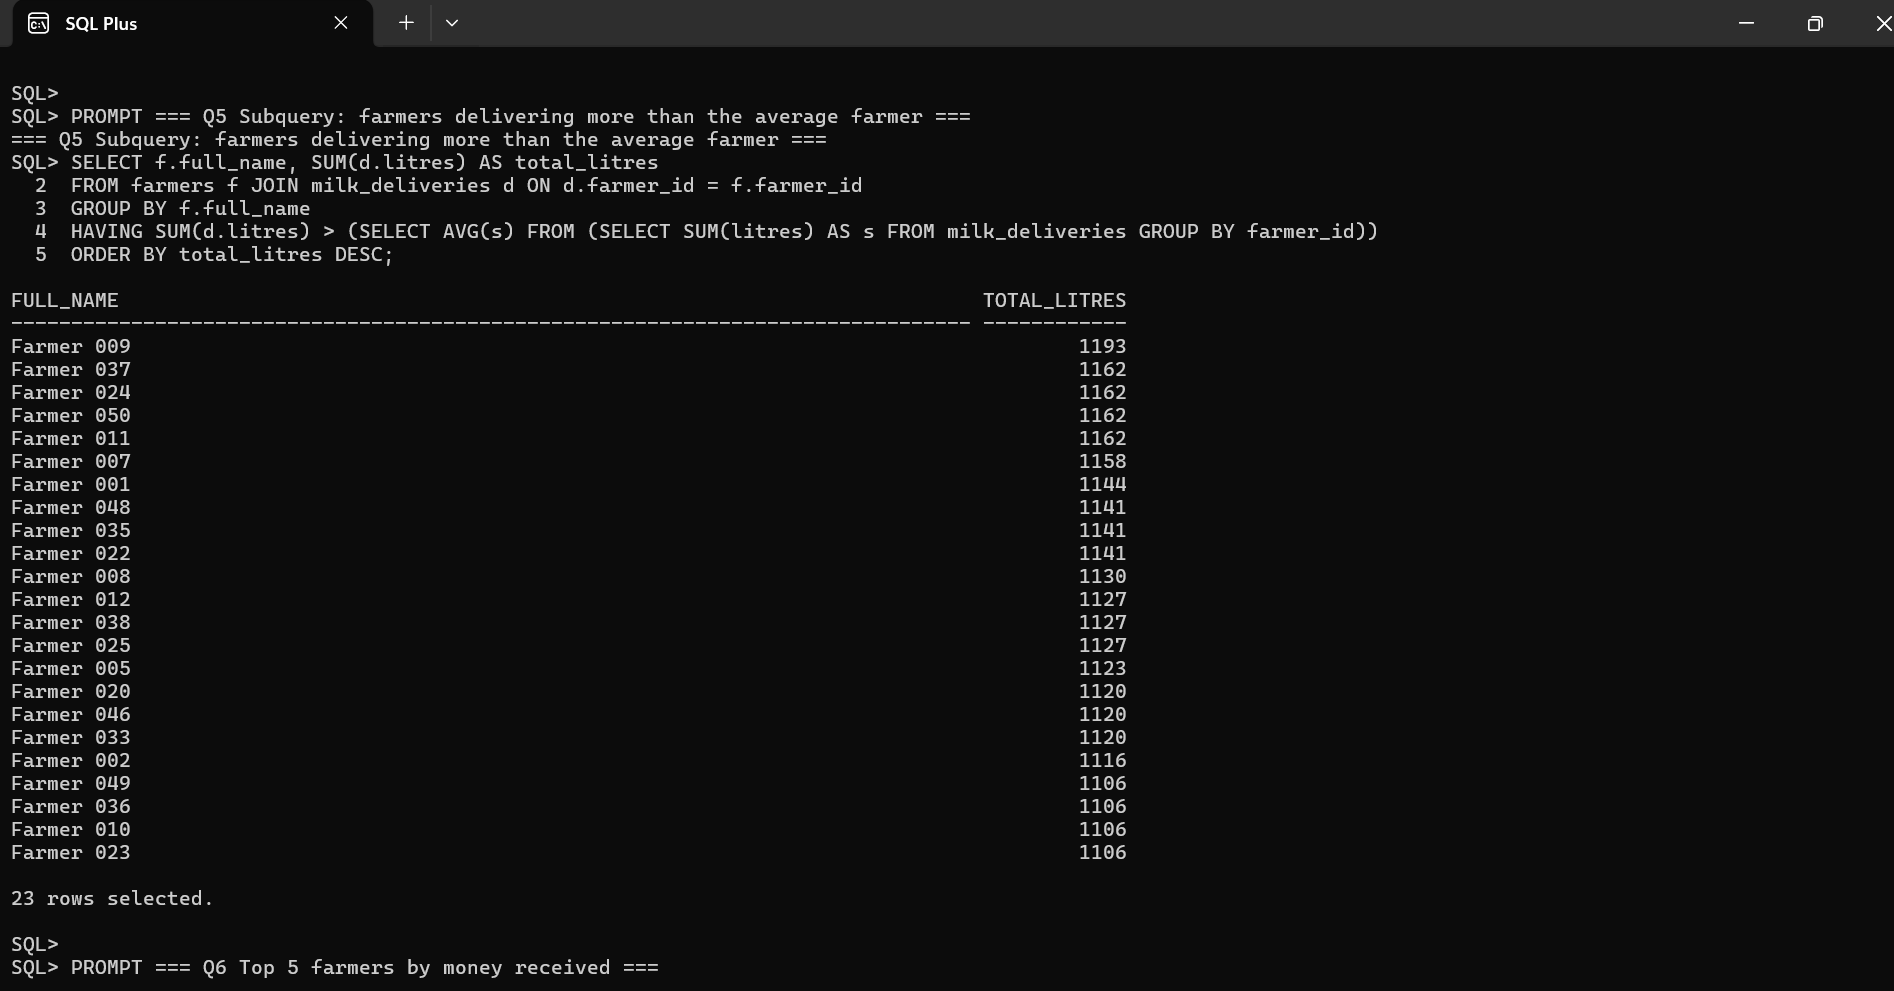 SQL Plus
SQL>
SQL> PROMPT === Q5 Subquery: farmers delivering more than the average farmer ===
=== Q5 Subquery: farmers delivering more than the average farmer ===
SQL> SELECT f.full_name, SUM(d.litres) AS total_litres
  2  FROM farmers f JOIN milk_deliveries d ON d.farmer_id = f.farmer_id
  3  GROUP BY f.full_name
  4  HAVING SUM(d.litres) > (SELECT AVG(s) FROM (SELECT SUM(litres) AS s FROM milk_deliveries GROUP BY farmer_id))
  5  ORDER BY total_litres DESC;
FULL_NAME TOTAL_LITRES
-------------------------------------------------------------------------------- ------------
Farmer 009 1193
Farmer 037 1162
Farmer 024 1162
Farmer 050 1162
Farmer 011 1162
Farmer 007 1158
Farmer 001 1144
Farmer 048 1141
Farmer 035 1141
Farmer 022 1141
Farmer 008 1130
Farmer 012 1127
Farmer 038 1127
Farmer 025 1127
Farmer 005 1123
Farmer 020 1120
Farmer 046 1120
Farmer 033 1120
Farmer 002 1116
Farmer 049 1106
Farmer 036 1106
Farmer 010 1106
Farmer 023 1106
23 rows selected.
SQL>
SQL> PROMPT === Q6 Top 5 farmers by money received ===